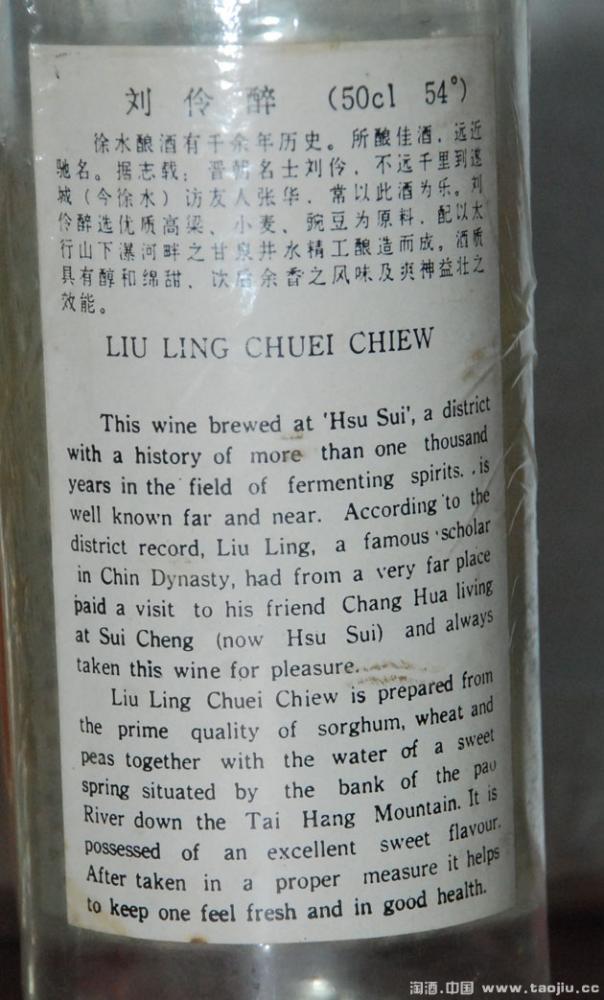 刘伶醉 (50cl 54°)
徐水酿酒有千余年历史。所酿佳酒，远近
驰名。据志载：晋朝名士刘伶，不远千里到遂
城（今徐水）访友人张华，常以此酒为乐。刘
伶醉选优质高梁、小麦、豌豆为原料，配以太
行山下瀑河畔之甘泉井水精工酿造而成。酒质
具有醇和绵甜，饮后余香之风味及爽神益壮之
效能。
LIU LING CHUEI CHIEW
This wine brewed at 'Hsu Sui', a district
with a history of more than one thousand
years in the field of fermenting spirits. . is
well known far and near. According to the
district record, Liu Ling, a famous scholar
in Chin Dynasty, had from a very far place
paid a visit to his friend Chang Hua living
at Sui Cheng (now Hsu Sui) and always
taken this wine for pleasure.
Liu Ling Chuei Chiew is prepared from
the prime quality of sorghum, wheat and
peas together with the water of a sweet
spring situated by the bank of the pao
River down the Tai Hang Mountain. It is
possessed of an excellent sweet flavour.
After taken in a proper measure it helps
to keep one feel fresh and in good health.
淘酒.中国 www.taojiu.cc